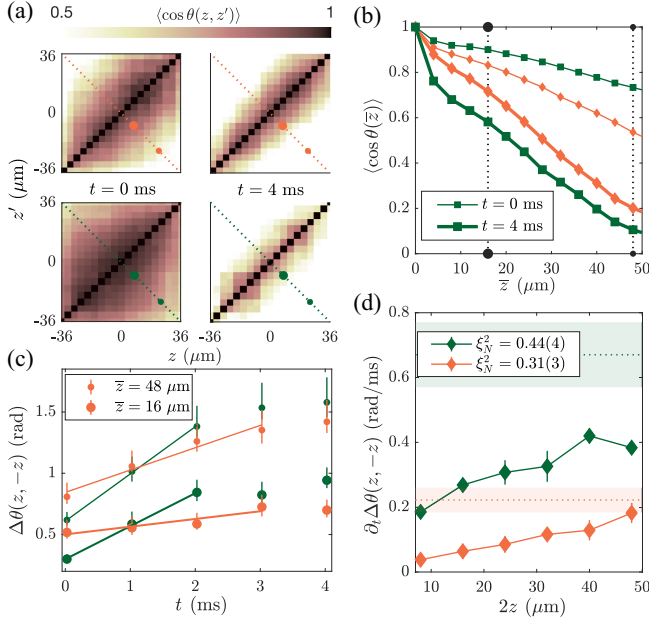 (a)
0.5 ⟨cos θ(z, z′)⟩ 1
36
0
-36
z′ (μm)
t = 0 ms t = 4 ms
36
0
-36
-36 0 36 -36 0 36
z (μm)
(b)
1
0.8
0.6
0.4
0.2
0
⟨cos θ(z̅)⟩
t = 0 ms
t = 4 ms
0 10 20 30 40 50
z̅ (μm)
(c)
z̅ = 48 μm
z̅ = 16 μm
1.5
1
0.5
Δθ(z, −z) (rad)
0 1 2 3 4
t (ms)
(d)
0.8
0.6
0.4
0.2
0
∂ₜΔθ(z, −z) (rad/ms)
ξ²_N = 0.44(4)
ξ²_N = 0.31(3)
10 20 30 40 50
2z (μm)